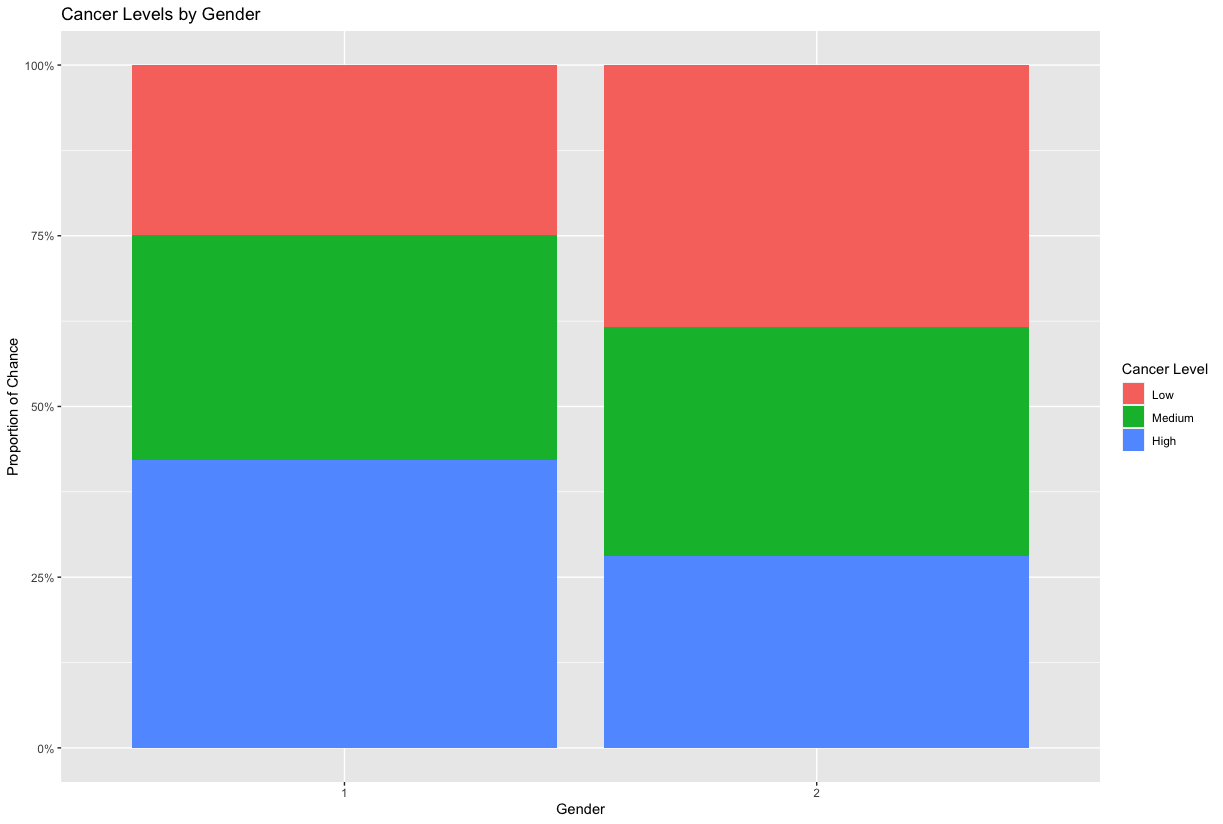 Cancer Levels by Gender
100%
75%
50%
25%
0%
Proportion of Chance
1 2
Gender
Cancer Level
Low
Medium
High